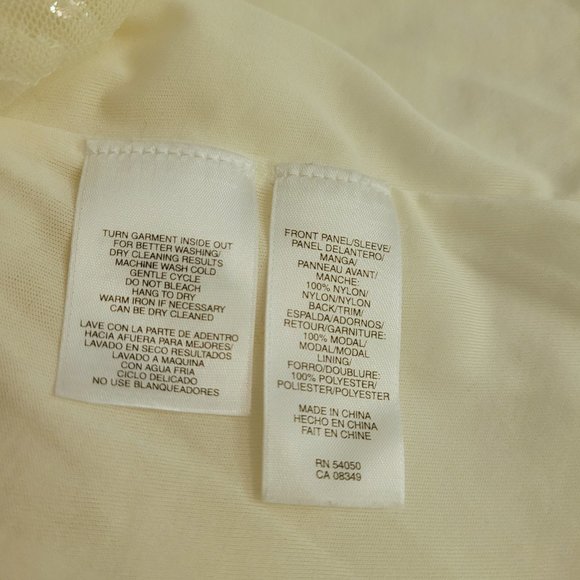 TURN GARMENT INSIDE OUT
FOR BETTER WASHING/
DRY CLEANING RESULTS
MACHINE WASH COLD
GENTLE CYCLE
DO NOT BLEACH
HANG TO DRY
WARM IRON IF NECESSARY
CAN BE DRY CLEANED
LAVE CON LA PARTE DE ADENTRO
HACIA AFUERA PARA MEJORES/
LAVADO EN SECO RESULTADOS
LAVADO A MAQUINA
CON AGUA FRIA
CICLO DELICADO
NO USE BLANQUEADORES
FRONT PANEL/SLEEVE/
PANEL DELANTERO/
MANGA/
PANNEAU AVANT/
MANCHE:
100% NYLON/
NYLON/NYLON
BACK/TRIM/
ESPALDA/ADORNOS/
RETOUR/GARNITURE:
100% MODAL/
MODAL/MODAL
LINING/
FORRO/DOUBLURE:
100% POLYESTER/
POLIESTER/POLYESTER
MADE IN CHINA
HECHO EN CHINA
FAIT EN CHINE
RN 54050
CA 08349